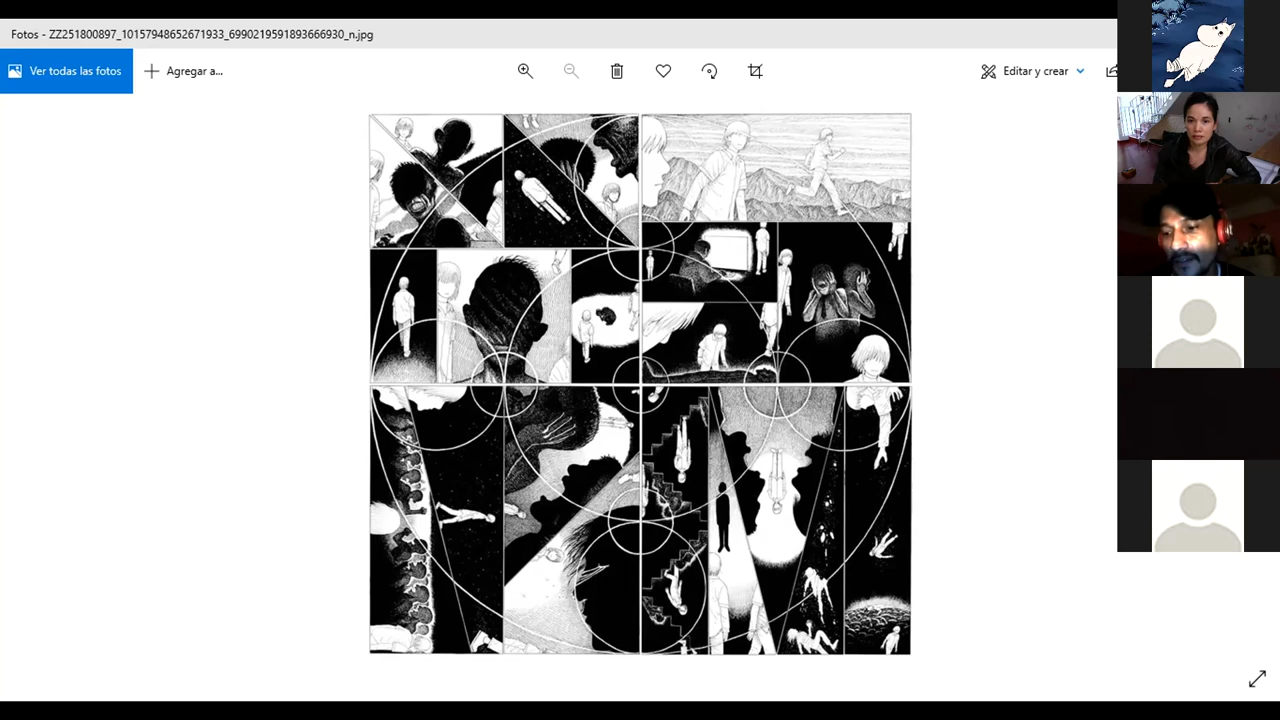 Fotos - ZZ251800897_10157948652671933_6990219591893666930_n.jpg
Ver todas las fotos
Agregar a...
Editar y crear